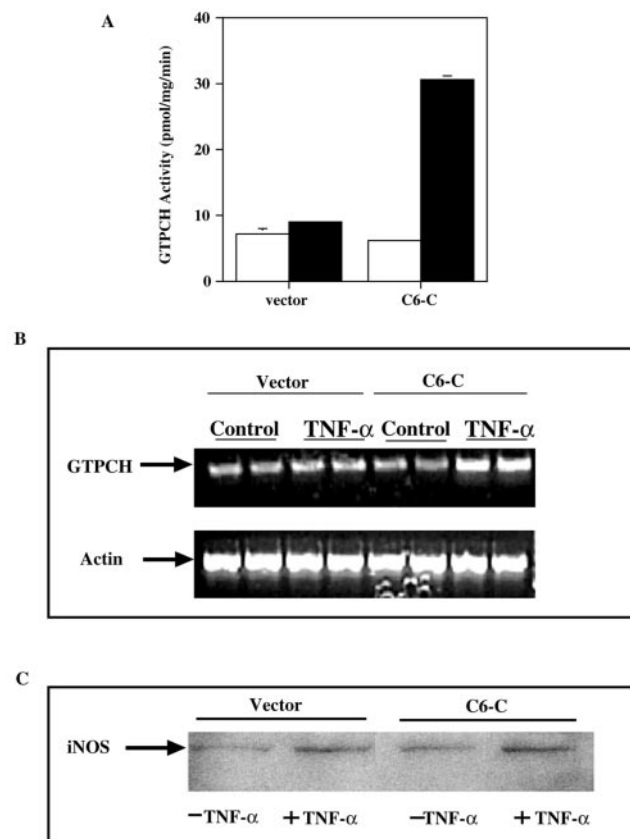 A
GTPCH Activity (pmol/mg/min)
40
30
20
10
0
vector C6-C
B
Vector C6-C
Control TNF-α Control TNF-α
GTPCH
Actin
C
Vector C6-C
iNOS
−TNF-α +TNF-α −TNF-α + TNF-α